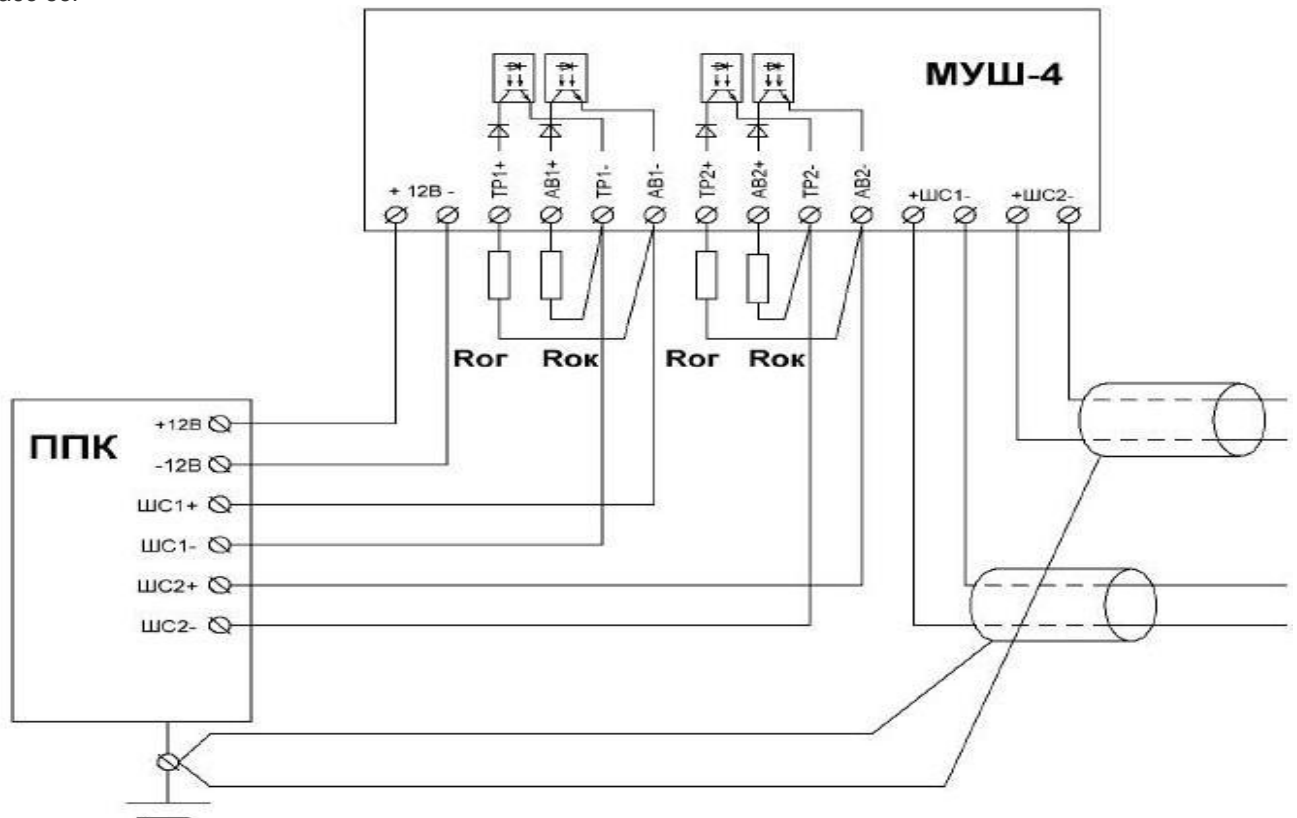 МУШ-4
+ 12В -
ТР1+
АВ1+
ТР1-
АВ1-
ТР2+
АВ2+
ТР2-
АВ2-
+ШС1-
+ШС2-
Rог Rок Rог Rок
ППК
+12В
-12В
ШС1+
ШС1-
ШС2+
ШС2-